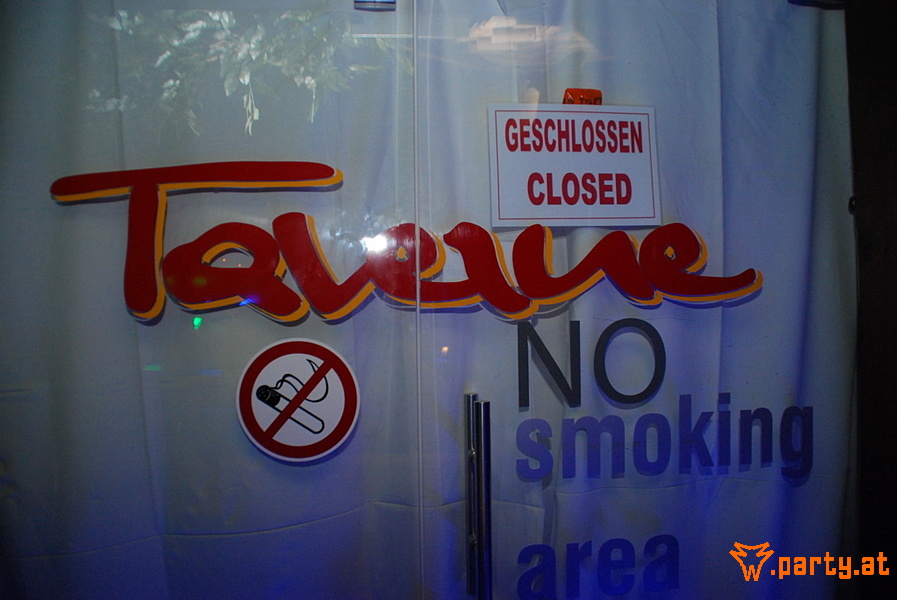 GESCHLOSSEN
CLOSED
Taverne
NO
smoking
area
.party.at